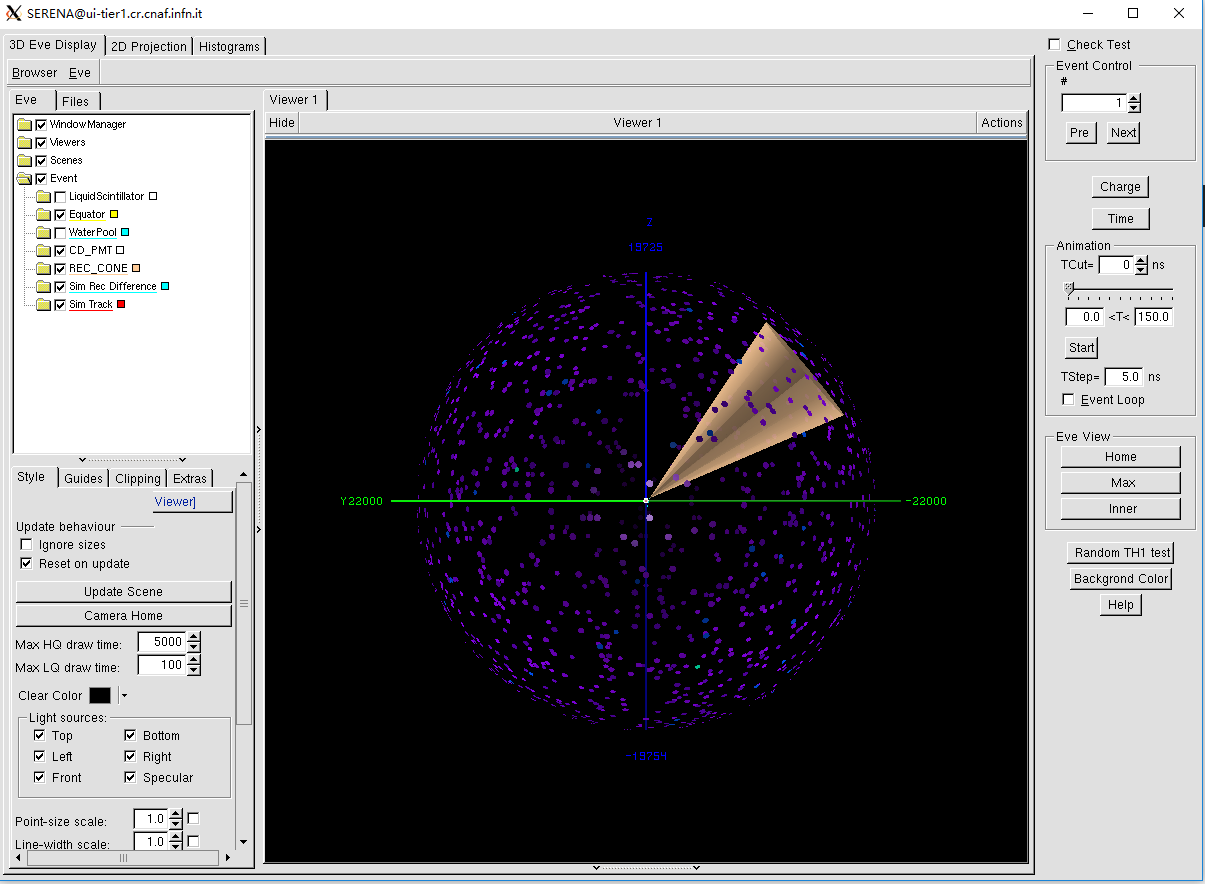 SERENA@ui-tier1.cr.cnaf.infn.it
3D Eve Display 2D Projection Histograms
Browser Eve
Eve Files
WindowManager
Viewers
Scenes
Event
LiquidScintillator
Equator
WaterPool
CD_PMT
REC_CONE
Sim Rec Difference
Sim Track
Style Guides Clipping Extras
Viewer]
Update behaviour
Ignore sizes
Reset on update
Update Scene
Camera Home
Max HQ draw time: 5000
Max LQ draw time: 100
Clear Color
Light sources:
Top Bottom
Left Right
Front Specular
Point-size scale: 1.0
Line-width scale: 1.0
Viewer 1
Hide Viewer 1 Actions
Z
Y22000 -22000
Check Test
Event Control
#
1
Pre Next
Charge
Time
Animation
TCut= 0 ns
0.0 <T< 150.0
Start
TStep= 5.0 ns
Event Loop
Eve View
Home
Max
Inner
Random TH1 test
Backgrond Color
Help